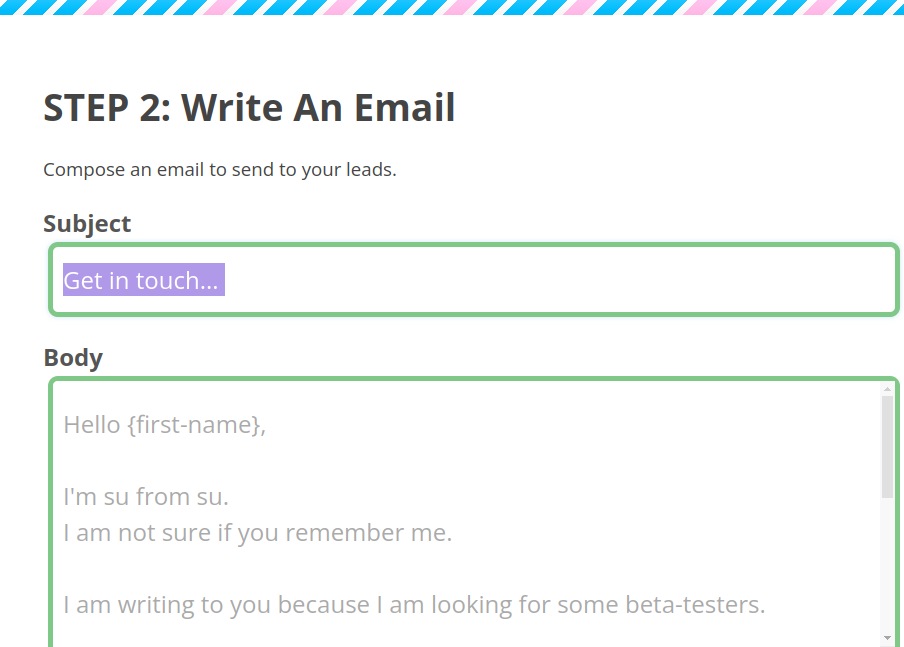 STEP 2: Write An Email
Compose an email to send to your leads.
Subject
Get in touch...
Body
Hello {first-name},
I'm su from su.
I am not sure if you remember me.
I am writing to you because I am looking for some beta-testers.